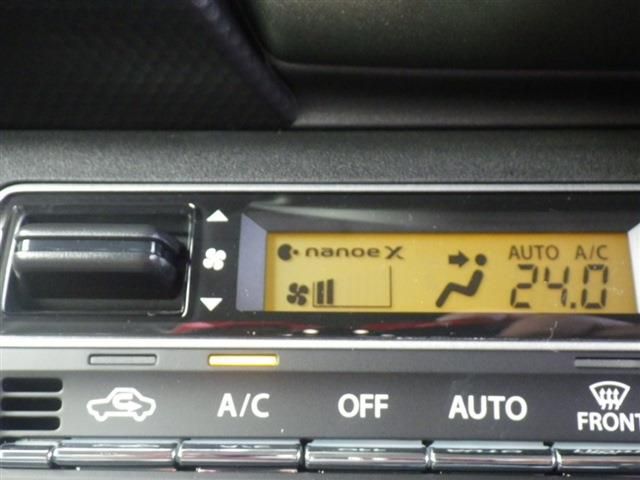 nanoe X
AUTO A/C
24.0
A/C OFF AUTO FRONT